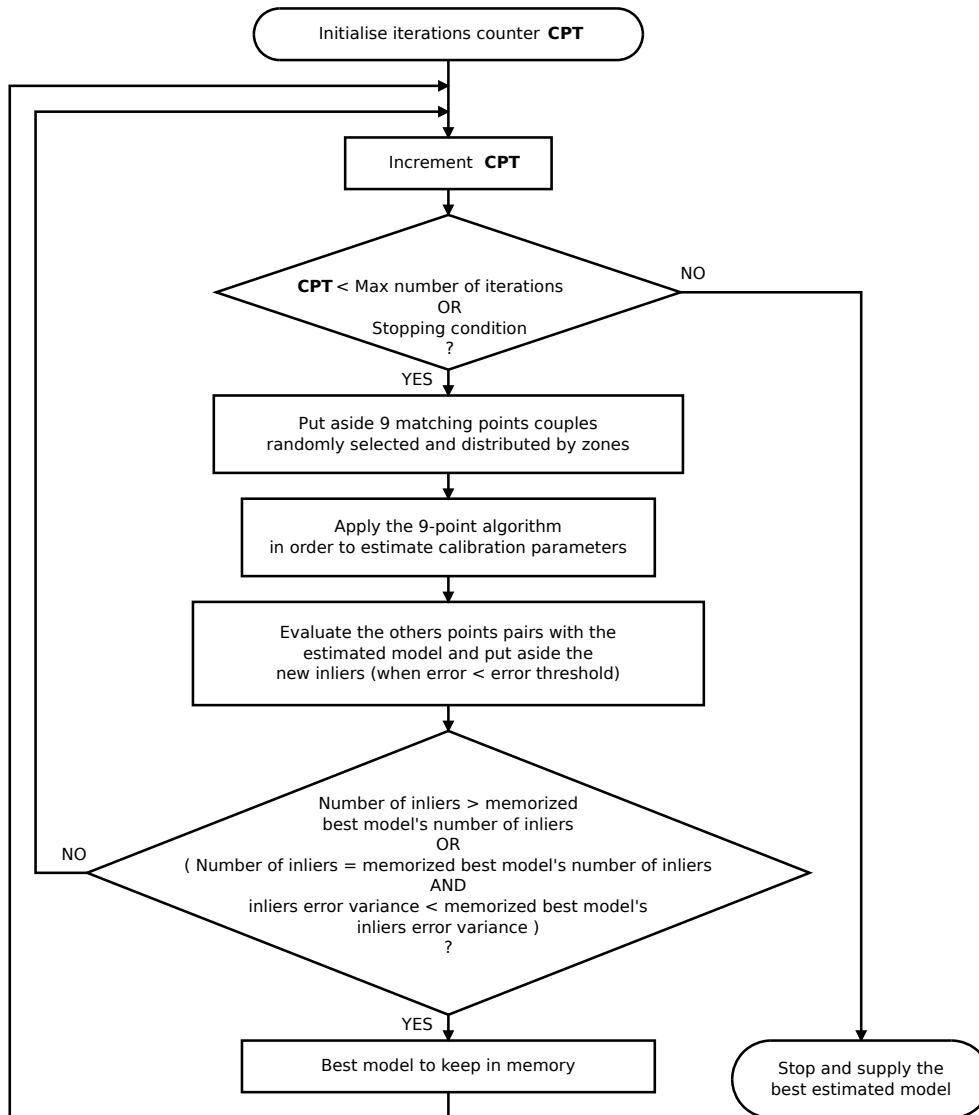 Initialise iterations counter CPT
Increment CPT
CPT < Max number of iterations
OR
Stopping condition
?
NO
YES
Put aside 9 matching points couples
randomly selected and distributed by zones
Apply the 9-point algorithm
in order to estimate calibration parameters
Evaluate the others points pairs with the
estimated model and put aside the
new inliers (when error < error threshold)
Number of inliers > memorized
best model's number of inliers
OR
( Number of inliers = memorized best model's number of inliers
AND
inliers error variance < memorized best model's
inliers error variance )
?
NO
YES
Best model to keep in memory
Stop and supply the
best estimated model